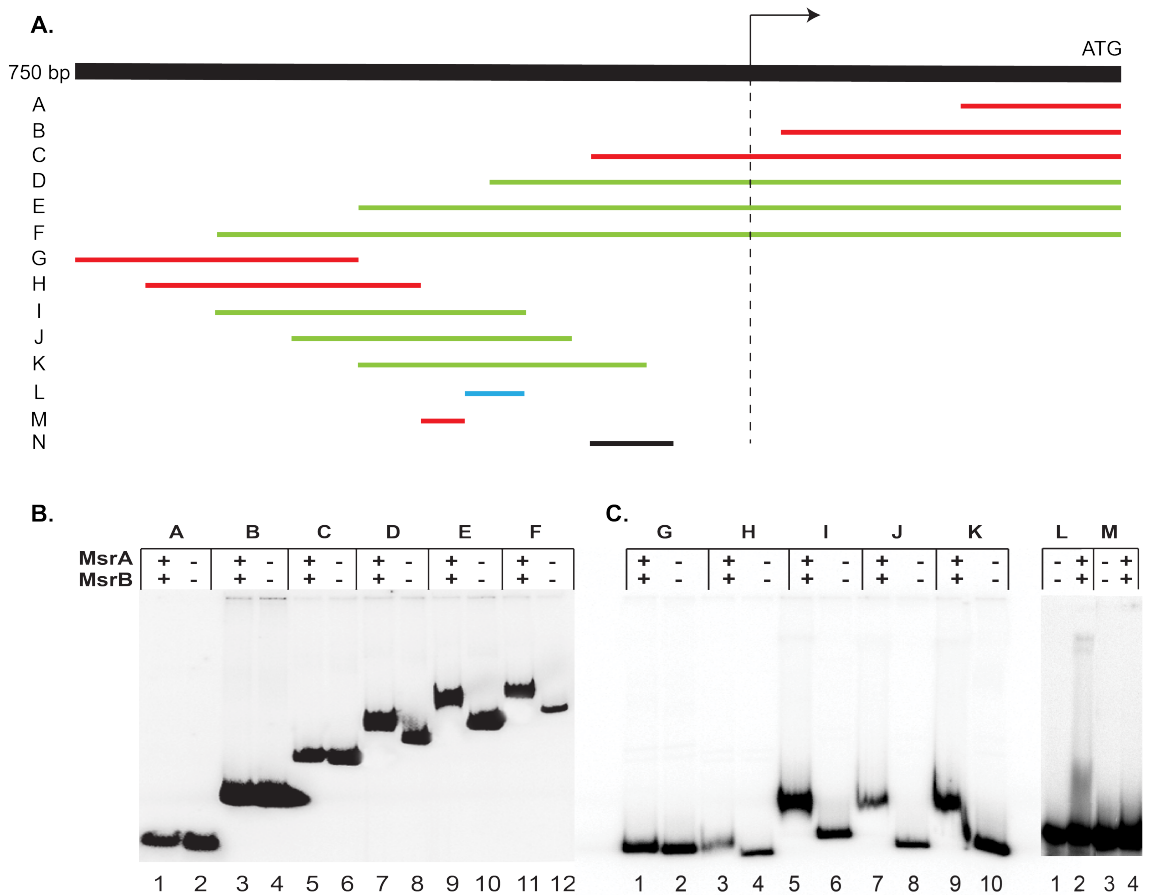 A.
ATG
750 bp
A
B
C
D
E
F
G
H
I
J
K
L
M
N
B.
A B C D E F
MsrA + - + - + - + - + - + -
MsrB + - + - + - + - + - + -
1 2 3 4 5 6 7 8 9 10 11 12
C.
G H I J K L M
+ - + - + - + - + - - + - +
+ - + - + - + - + - - + - +
1 2 3 4 5 6 7 8 9 10 1 2 3 4